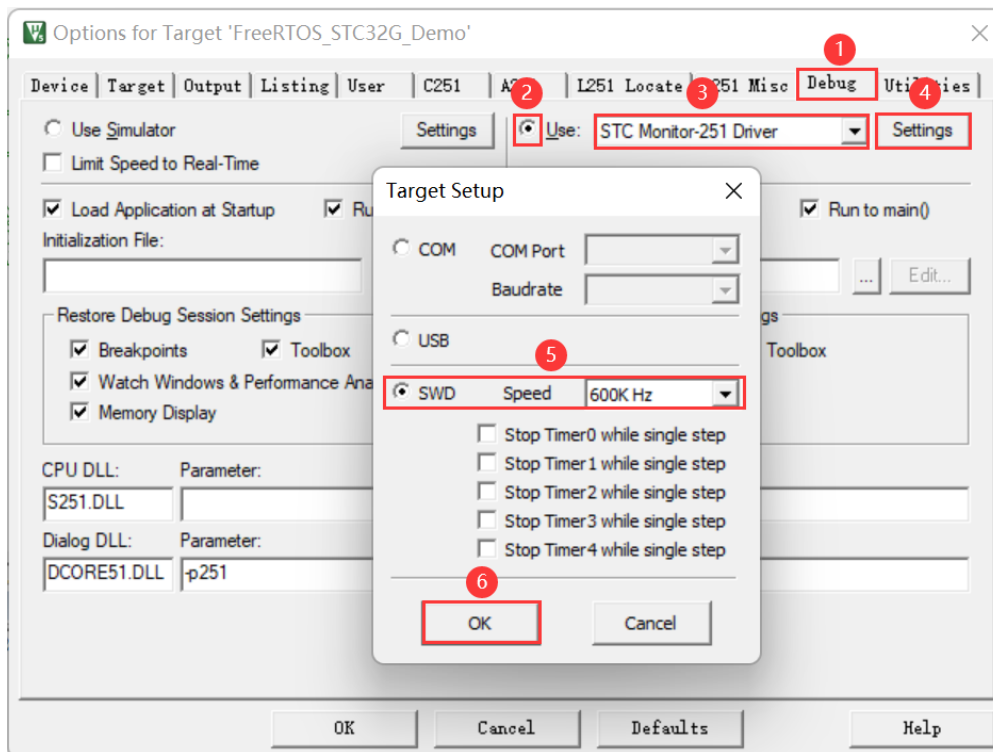 Options for Target 'FreeRTOS_STC32G_Demo'
1
Device Target Output Listing User C251 L251 Locate Misc Debug Utilities
2 3 4
Use Simulator Settings Use: STC Monitor-251 Driver Settings
Limit Speed to Real-Time
Target Setup
Load Application at Startup Ru Run to main()
Initialization File:
COM COM Port
... Edit...
Baudrate
Restore Debug Session Settings gs
USB
Breakpoints Toolbox 5 Toolbox
Watch Windows & Performance Ana
SWD Speed 600K Hz
Memory Display
Stop Timer0 while single step
Stop Timer1 while single step
CPU DLL: Parameter:
Stop Timer2 while single step
S251.DLL
Stop Timer3 while single step
Dialog DLL: Parameter:
Stop Timer4 while single step
DCORE51.DLL -p251
6
OK Cancel
OK Cancel Defaults Help